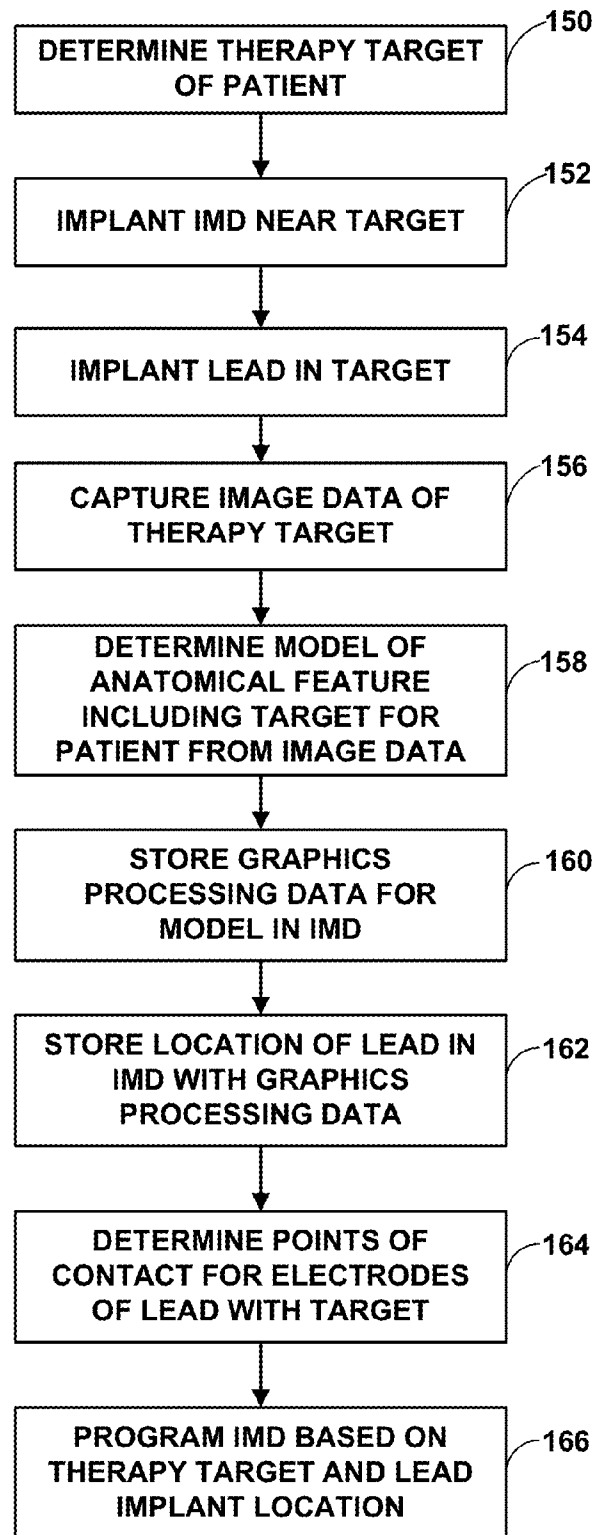 150
DETERMINE THERAPY TARGET
OF PATIENT
152
IMPLANT IMD NEAR TARGET
154
IMPLANT LEAD IN TARGET
156
CAPTURE IMAGE DATA OF
THERAPY TARGET
DETERMINE MODEL OF
ANATOMICAL FEATURE
INCLUDING TARGET FOR
PATIENT FROM IMAGE DATA
158
STORE GRAPHICS
PROCESSING DATA FOR
MODEL IN IMD
160
STORE LOCATION OF LEAD IN
IMD WITH GRAPHICS
PROCESSING DATA
162
DETERMINE POINTS OF
CONTACT FOR ELECTRODES
OF LEAD WITH TARGET
164
PROGRAM IMD BASED ON
THERAPY TARGET AND LEAD
IMPLANT LOCATION
166